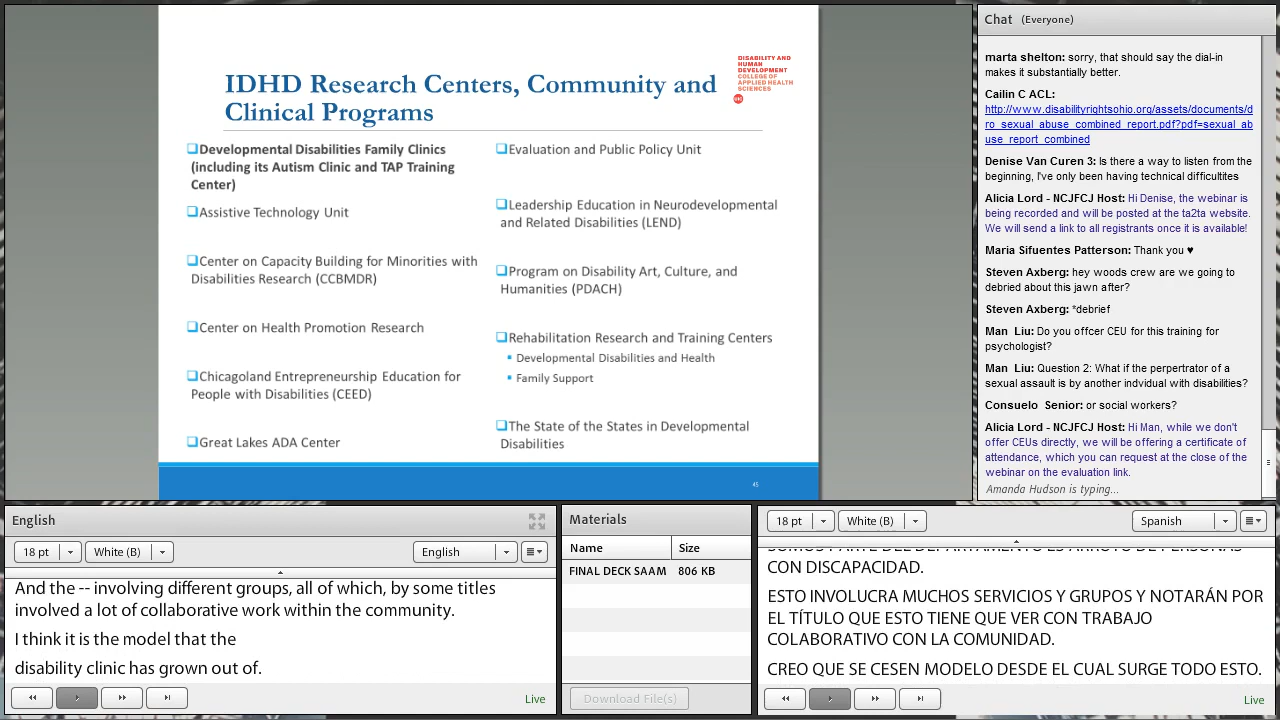 IDHD Research Centers, Community and
Clinical Programs
DISABILITY AND
HUMAN
DEVELOPMENT
COLLEGE OF
APPLIED HEALTH
SCIENCES
Developmental Disabilities Family Clinics
(including its Autism Clinic and TAP Training
Center)
Assistive Technology Unit
Center on Capacity Building for Minorities with
Disabilities Research (CCBMDR)
Center on Health Promotion Research
Chicagoland Entrepreneurship Education for
People with Disabilities (CEED)
Great Lakes ADA Center
Evaluation and Public Policy Unit
Leadership Education in Neurodevelopmental
and Related Disabilities (LEND)
Program on Disability Art, Culture, and
Humanities (PDACH)
Rehabilitation Research and Training Centers
Developmental Disabilities and Health
Family Support
The State of the States in Developmental
Disabilities
45
Chat (Everyone)
marta shelton: sorry, that should say the dial-in
makes it substantially better.
Cailin C ACL:
http://www.disabilityrightsohio.org/assets/documents/d
ro_sexual_abuse_combined_report.pdf?pdf=sexual_ab
use_report_combined
Denise Van Curen 3: Is there a way to listen from the
beginning, I've only been having technical difficultites
Alicia Lord - NCJFCJ Host: Hi Denise, the webinar is
being recorded and will be posted at the ta2ta website.
We will send a link to all registrants once it is available!
Maria Sifuentes Patterson: Thank you ♥
Steven Axberg: hey woods crew are we going to
debried about this jawn after?
Steven Axberg: *debrief
Man Liu: Do you offcer CEU for this training for
psychologist?
Man Liu: Question 2: What if the perpertrator of a
sexual assault is by another indvidual with disabilities?
Consuelo Senior: or social workers?
Alicia Lord - NCJFCJ Host: Hi Man, while we don't
offer CEUs directly, we will be offering a certificate of
attendance, which you can request at the close of the
webinar on the evaluation link.
Amanda Hudson is typing...
English
18 pt White (B) English
And the -- involving different groups, all of which, by some titles
involved a lot of collaborative work within the community.
I think it is the model that the
disability clinic has grown out of.
Live
Materials
Name Size
FINAL DECK SAAM 806 KB
Download File(s)
18 pt White (B) Spanish
SOMOS PARTE DEL DEPARTAMENTO ES ARROYO DE PERSONAS
CON DISCAPACIDAD.
ESTO INVOLUCRA MUCHOS SERVICIOS Y GRUPOS Y NOTARÁN POR
EL TÍTULO QUE ESTO TIENE QUE VER CON TRABAJO
COLABORATIVO CON LA COMUNIDAD.
CREO QUE SE CESEN MODELO DESDE EL CUAL SURGE TODO ESTO.
Live